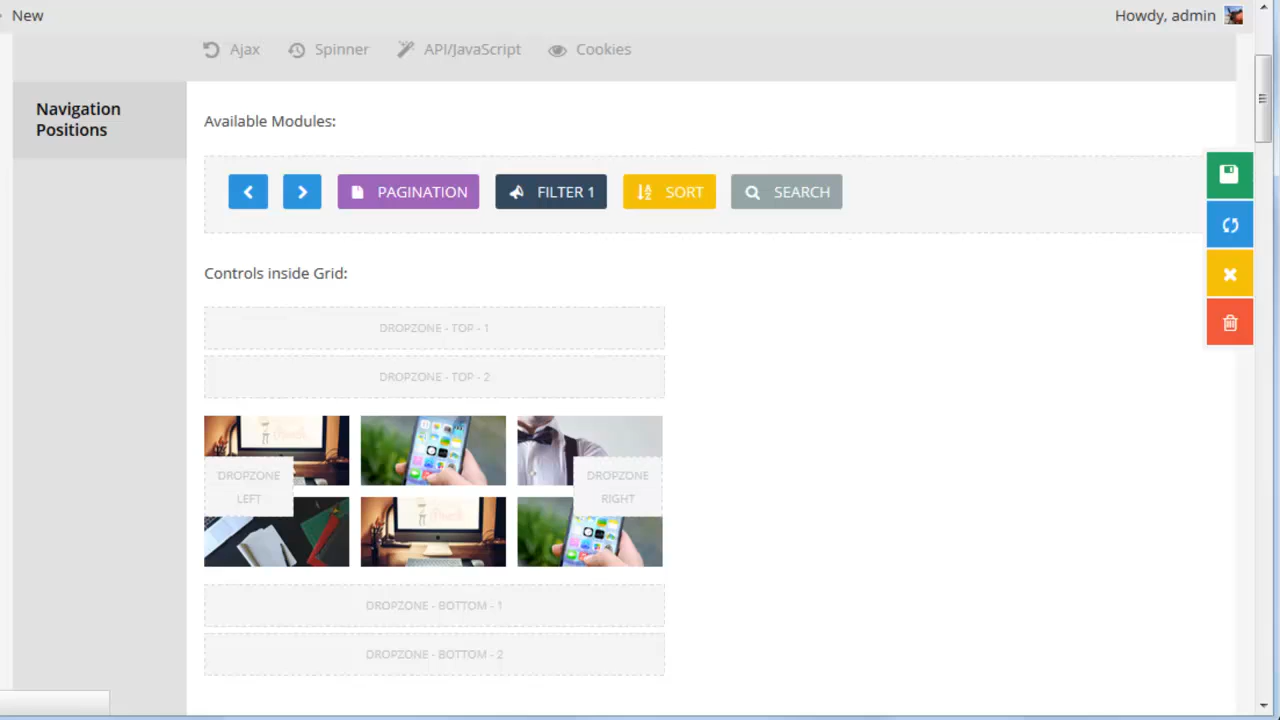 New
Howdy, admin
Ajax
Spinner
API/JavaScript
Cookies
Navigation
Positions
Available Modules:
PAGINATION
FILTER 1
SORT
SEARCH
Controls inside Grid:
DROPZONE - TOP - 1
DROPZONE - TOP - 2
DROPZONE
LEFT
DROPZONE
RIGHT
DROPZONE - BOTTOM - 1
DROPZONE - BOTTOM - 2